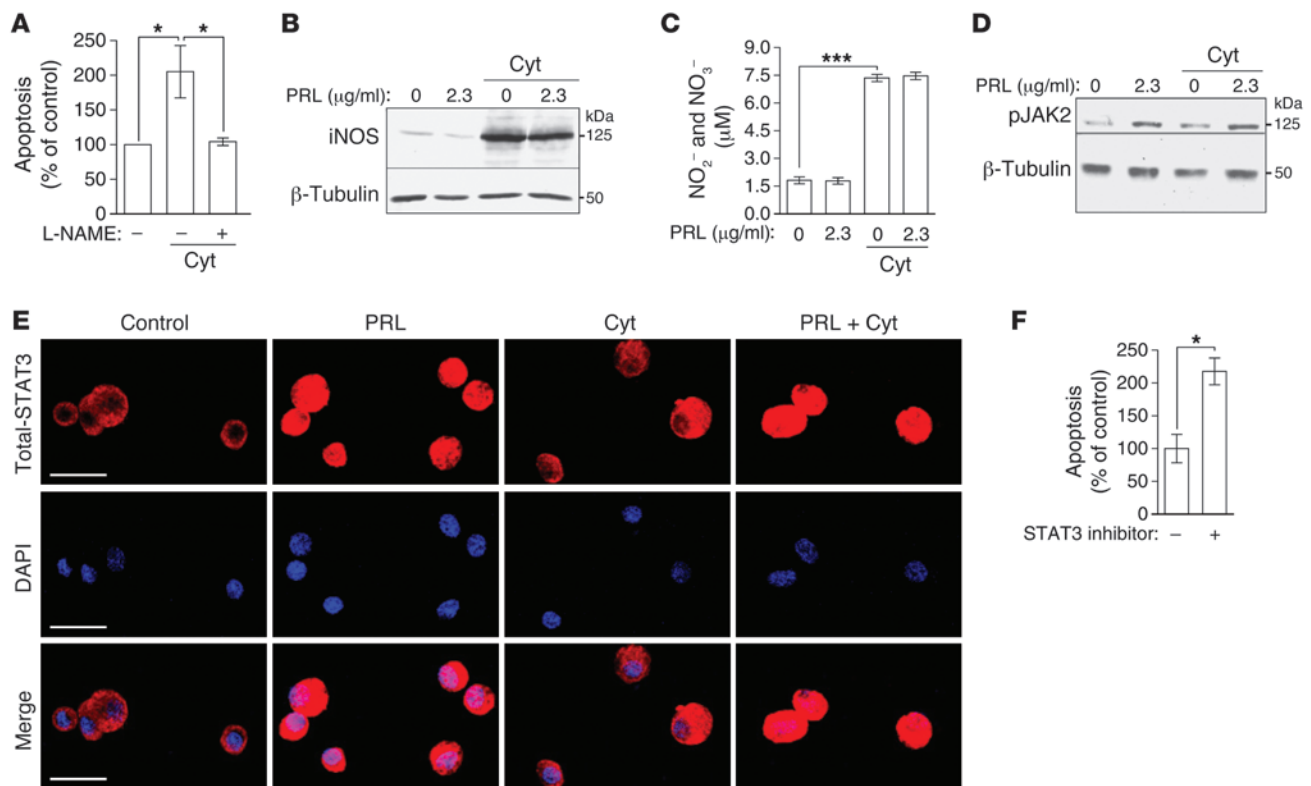 A
*
*
250
200
150
100
50
0
Apoptosis
(% of control)
L-NAME: – – +
Cyt
B
Cyt
PRL (μg/ml): 0 2.3 0 2.3
kDa
iNOS
125
β-Tubulin
50
C
***
9.0
7.5
6.0
4.5
3.0
1.5
0
NO₂⁻ and NO₃⁻
(μM)
PRL (μg/ml): 0 2.3 0 2.3
Cyt
D
Cyt
PRL (μg/ml): 0 2.3 0 2.3
kDa
pJAK2
125
β-Tubulin
50
E
Control PRL Cyt PRL + Cyt
Total-STAT3
DAPI
Merge
F
*
250
200
150
100
50
0
Apoptosis
(% of control)
STAT3 inhibitor: – +